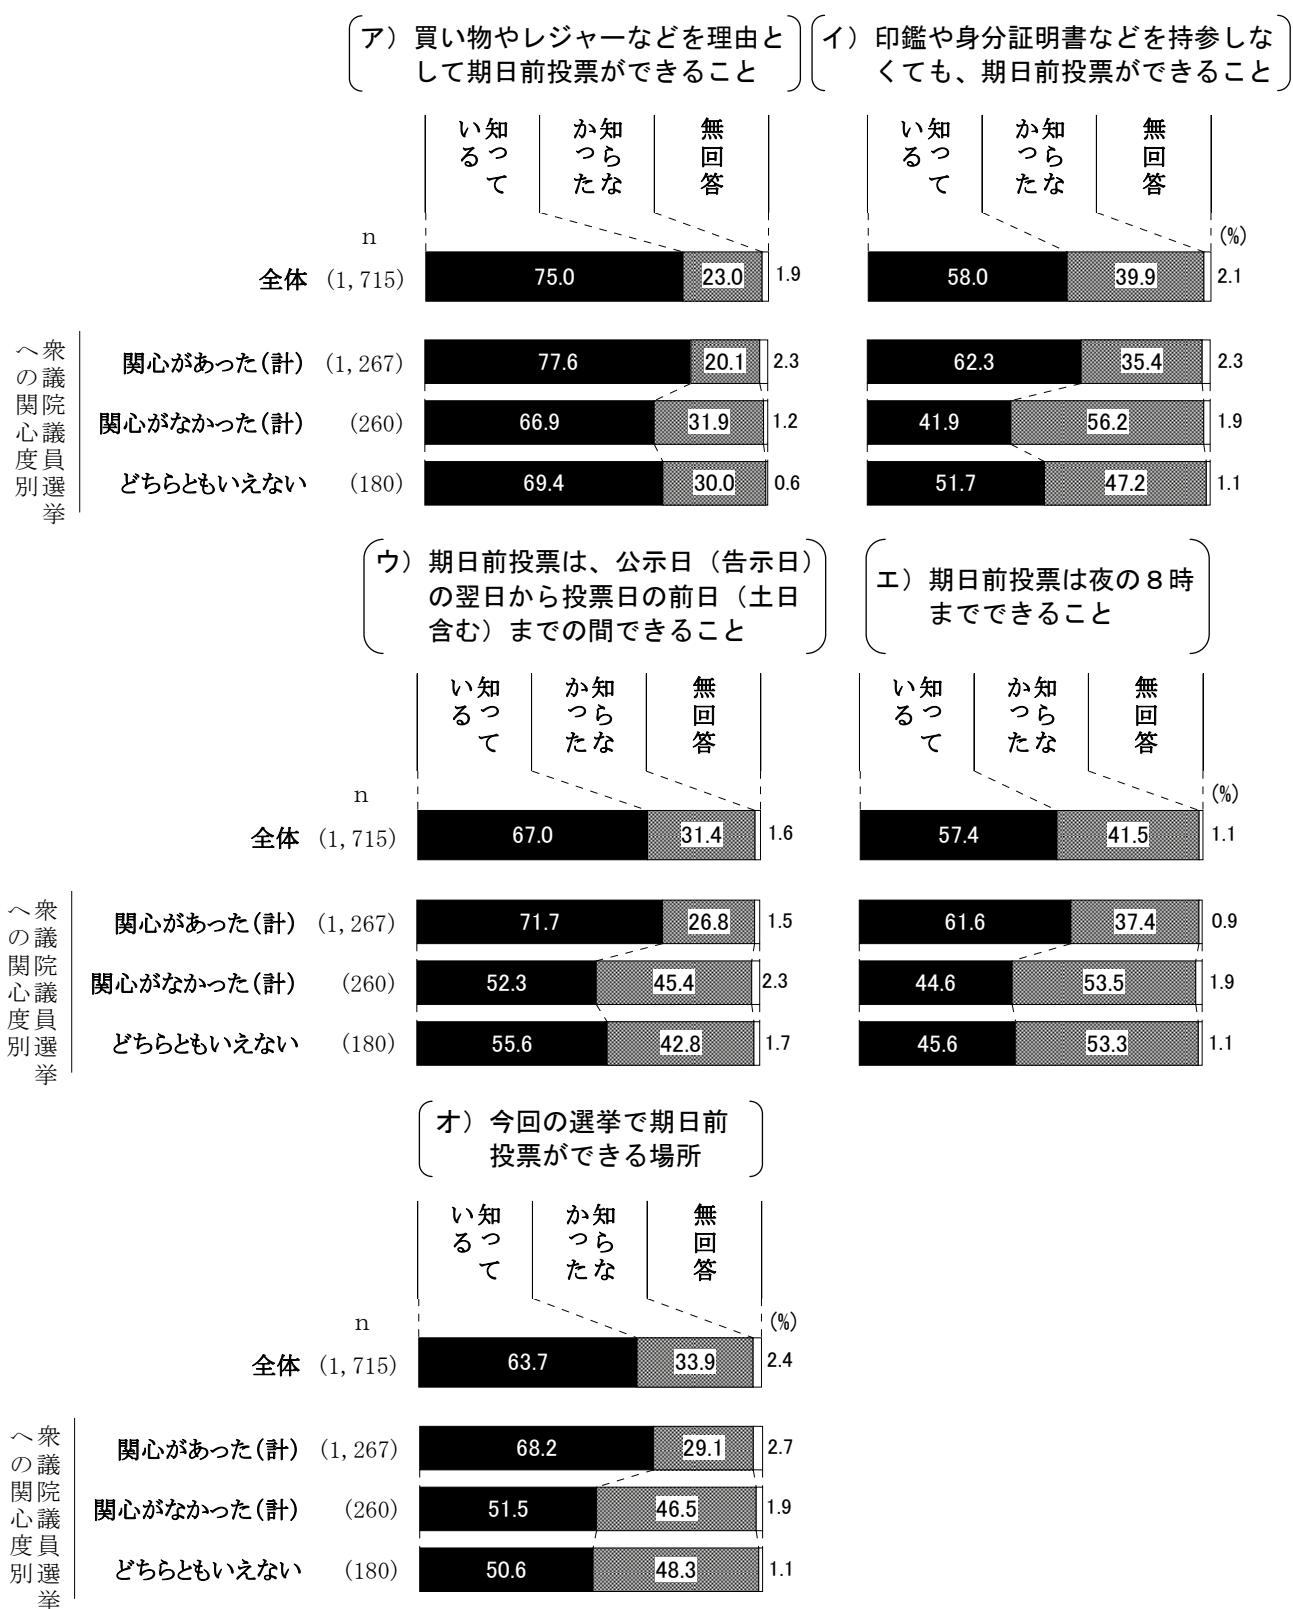 ア）買い物やレジャーなどを理由と
して期日前投票ができること
イ）印鑑や身分証明書などを持参しな
くても、期日前投票ができること
知っている
知らなかった
無回答
知っている
知らなかった
無回答
n
(%)
全体 (1,715) 75.0 23.0 1.9 58.0 39.9 2.1
衆議院議員選挙への関心度別
関心があった(計) (1,267) 77.6 20.1 2.3 62.3 35.4 2.3
関心がなかった(計) (260) 66.9 31.9 1.2 41.9 56.2 1.9
どちらともいえない (180) 69.4 30.0 0.6 51.7 47.2 1.1
ウ）期日前投票は、公示日（告示日）
の翌日から投票日の前日（土日
含む）までの間できること
エ）期日前投票は夜の８時
までできること
知っている
知らなかった
無回答
知っている
知らなかった
無回答
n
(%)
全体 (1,715) 67.0 31.4 1.6 57.4 41.5 1.1
衆議院議員選挙への関心度別
関心があった(計) (1,267) 71.7 26.8 1.5 61.6 37.4 0.9
関心がなかった(計) (260) 52.3 45.4 2.3 44.6 53.5 1.9
どちらともいえない (180) 55.6 42.8 1.7 45.6 53.3 1.1
オ）今回の選挙で期日前
投票ができる場所
知っている
知らなかった
無回答
n
(%)
全体 (1,715) 63.7 33.9 2.4
衆議院議員選挙への関心度別
関心があった(計) (1,267) 68.2 29.1 2.7
関心がなかった(計) (260) 51.5 46.5 1.9
どちらともいえない (180) 50.6 48.3 1.1